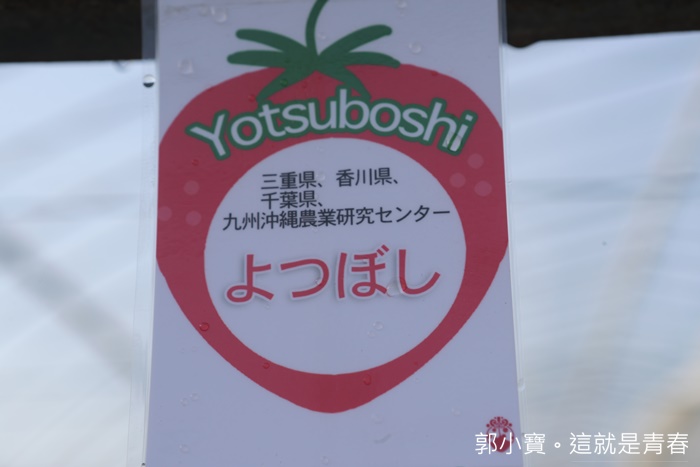 Yotsuboshi
三重県、香川県、
千葉県、
九州沖縄農業研究センター
よつぼし
郭小寶。這就是青春